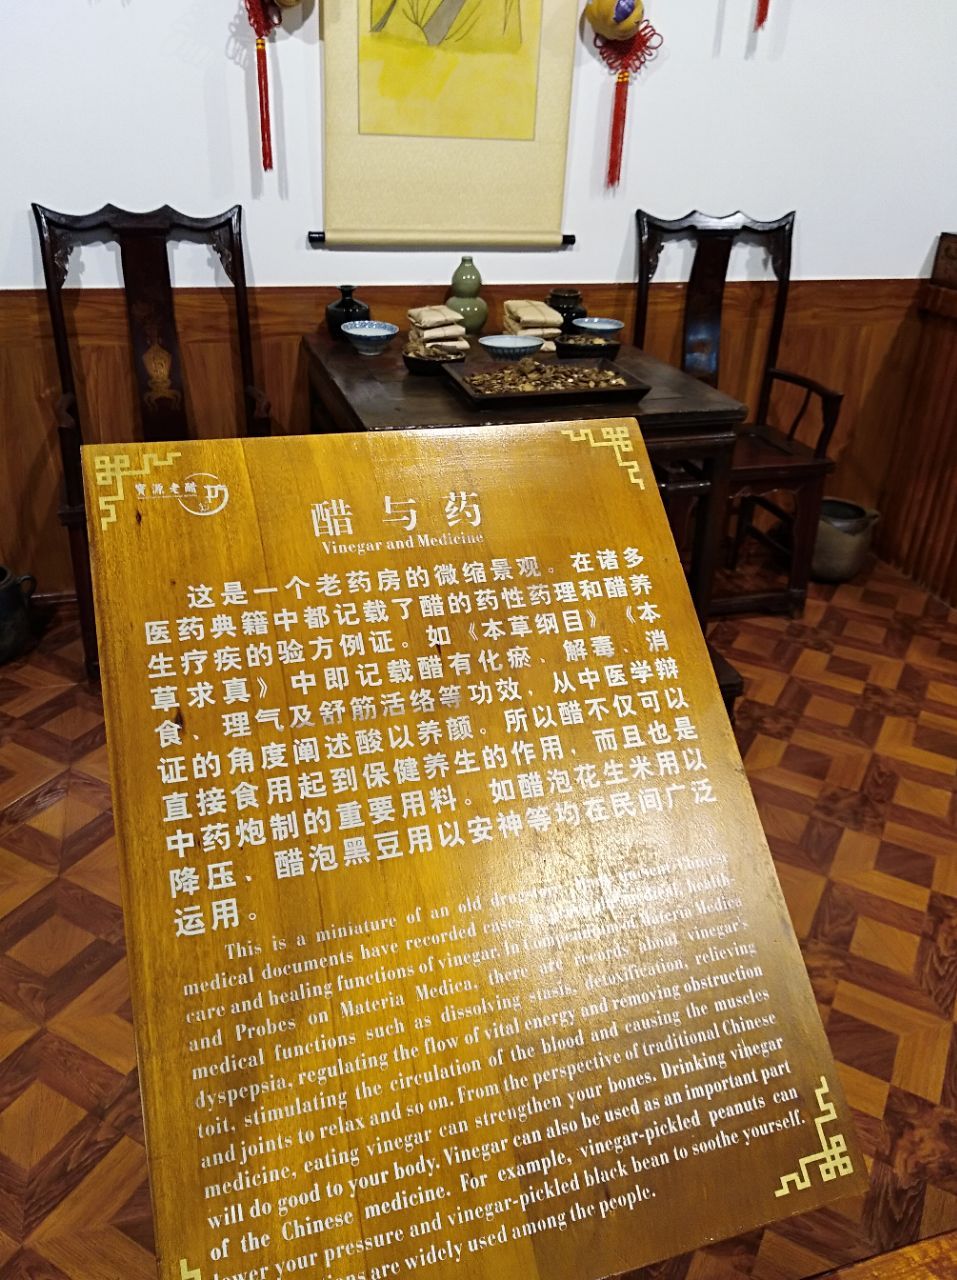 寳源老醋坊
醋与药
Vinegar and Medicine
这是一个老药房的微缩景观。在诸多
医药典籍中都记载了醋的药性药理和醋养
生疗疾的验方例证。如《本草纲目》《本
草求真》中即记载醋有化瘀、解毒、消
食、理气及舒筋活络等功效，从中医学辩
证的角度阐述酸以养颜。所以醋不仅可以
直接食用起到保健养生的作用，而且也是
中药炮制的重要用料。如醋泡花生米用以
降压、醋泡黑豆用以安神等均在民间广泛
运用。
This is a miniature of an old Many ancient Chinese
medical documents have recorded cases medical, health-
care and healing functions of vinegar. In Compendium of Materia Medica
and Probes on Materia Medica, there are records about vinegar's
medical functions such as dissolving stasis, detoxification, relieving
dyspepsia, regulating the flow of vital energy and removing obstruction
toit, stimulating the circulation of the blood and causing the muscles
and joints to relax and so on. From the perspective of traditional Chinese
medicine, eating vinegar can strengthen your bones. Drinking vinegar
will do good to your body. Vinegar can also be used as an important part
of the Chinese medicine. For example, vinegar-pickled peanuts can
lower your pressure and vinegar-pickled black bean to soothe yourself.
are widely used among the people.